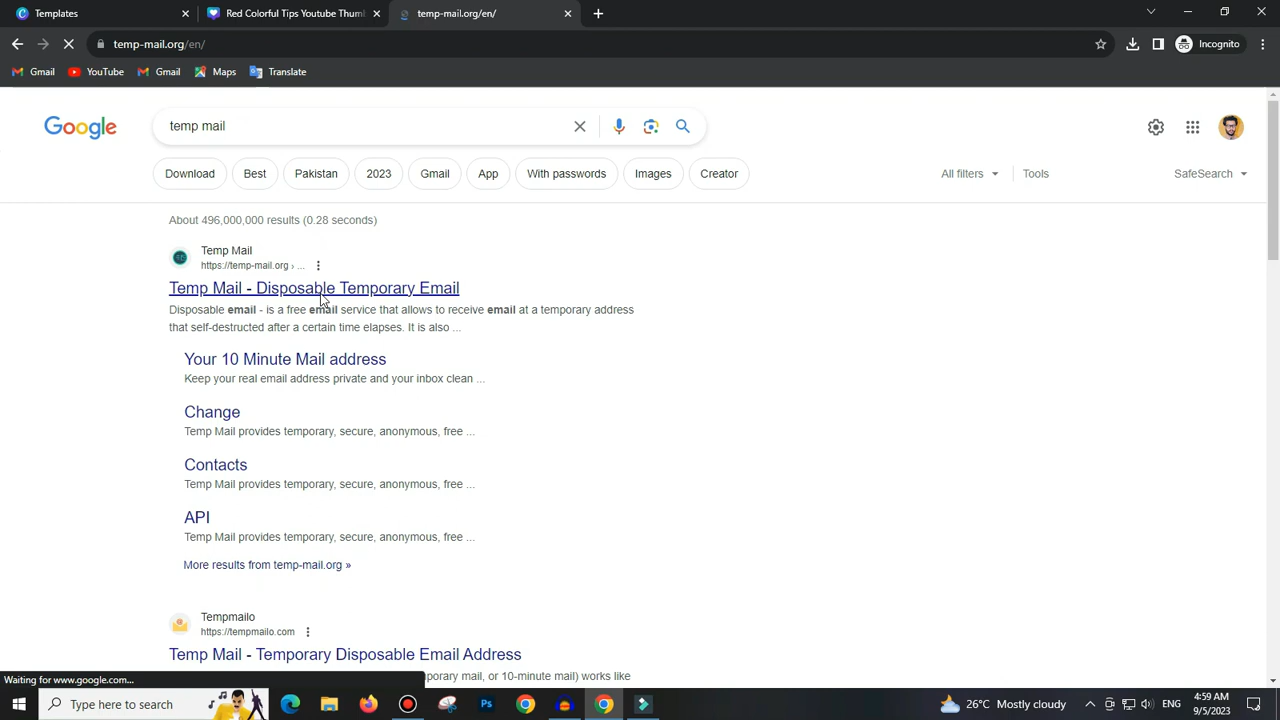 Templates
Red Colorful Tips Youtube Thumb
temp-mail.org/en/
temp-mail.org/en/
Incognito
Gmail
YouTube
Gmail
Maps
Translate
Google
temp mail
Download
Best
Pakistan
2023
Gmail
App
With passwords
Images
Creator
All filters
Tools
SafeSearch
About 496,000,000 results (0.28 seconds)
Temp Mail
https://temp-mail.org › ...
Temp Mail - Disposable Temporary Email
Disposable email - is a free email service that allows to receive email at a temporary address
that self-destructed after a certain time elapses. It is also ...
Your 10 Minute Mail address
Keep your real email address private and your inbox clean ...
Change
Temp Mail provides temporary, secure, anonymous, free ...
Contacts
Temp Mail provides temporary, secure, anonymous, free ...
API
Temp Mail provides temporary, secure, anonymous, free ...
More results from temp-mail.org »
Tempmailo
https://tempmailo.com
Temp Mail - Temporary Disposable Email Address
porary mail, or 10-minute mail) works like
Waiting for www.google.com...
Type here to search
Ps
26°C Mostly cloudy
ENG
4:59 AM
9/5/2023